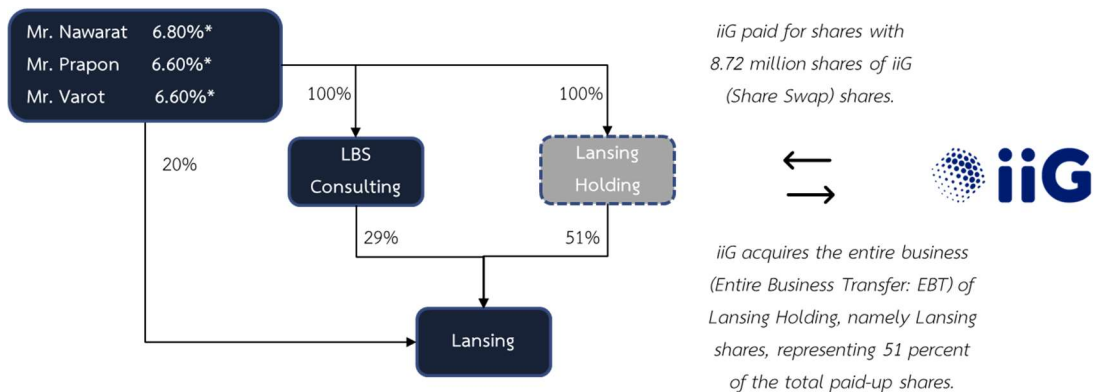 Mr. Nawarat 6.80%*
Mr. Prapon 6.60%*
Mr. Varot 6.60%*
100%
100%
20%
LBS
Consulting
Lansing
Holding
29%
51%
Lansing
iiG paid for shares with
8.72 million shares of iiG
(Share Swap) shares.
iiG
iiG acquires the entire business
(Entire Business Transfer: EBT) of
Lansing Holding, namely Lansing
shares, representing 51 percent
of the total paid-up shares.